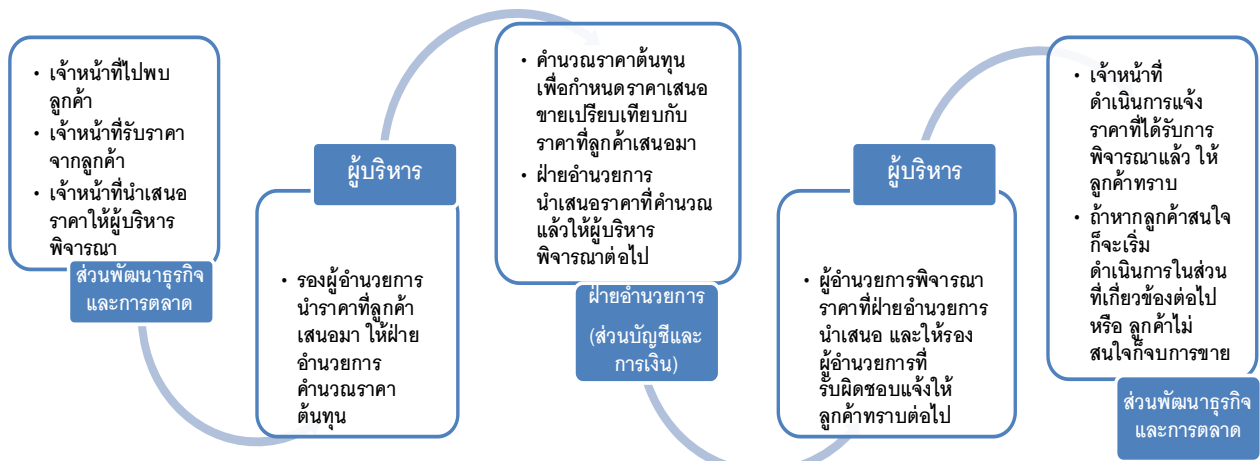 • เจ้าหน้าที่ไปพบ
ลูกค้า
• เจ้าหน้าที่รับราคา
จากลูกค้า
• เจ้าหน้าที่นำเสนอ
ราคาให้ผู้บริหาร
พิจารณา
ส่วนพัฒนาธุรกิจ
และการตลาด
ผู้บริหาร
• รองผู้อำนวยการ
นำราคาที่ลูกค้า
เสนอมา ให้ฝ่าย
อำนวยการ
คำนวณราคา
ต้นทุน
• คำนวณราคาต้นทุน
เพื่อกำหนดราคาเสนอ
ขายเปรียบเทียบกับ
ราคาที่ลูกค้าเสนอมา
• ฝ่ายอำนวยการ
นำเสนอราคาที่คำนวณ
แล้วให้ผู้บริหาร
พิจารณาต่อไป
ฝ่ายอำนวยการ
(ส่วนบัญชีและ
การเงิน)
ผู้บริหาร
• ผู้อำนวยการพิจารณา
ราคาที่ฝ่ายอำนวยการ
นำเสนอ และให้รอง
ผู้อำนวยการที่
รับผิดชอบแจ้งให้
ลูกค้าทราบต่อไป
• เจ้าหน้าที่
ดำเนินการแจ้ง
ราคาที่ได้รับการ
พิจารณาแล้ว ให้
ลูกค้าทราบ
• ถ้าหากลูกค้าสนใจ
ก็จะเริ่ม
ดำเนินการในส่วน
ที่เกี่ยวข้องต่อไป
หรือ ลูกค้าไม่
สนใจก็จบการขาย
ส่วนพัฒนาธุรกิจ
และการตลาด